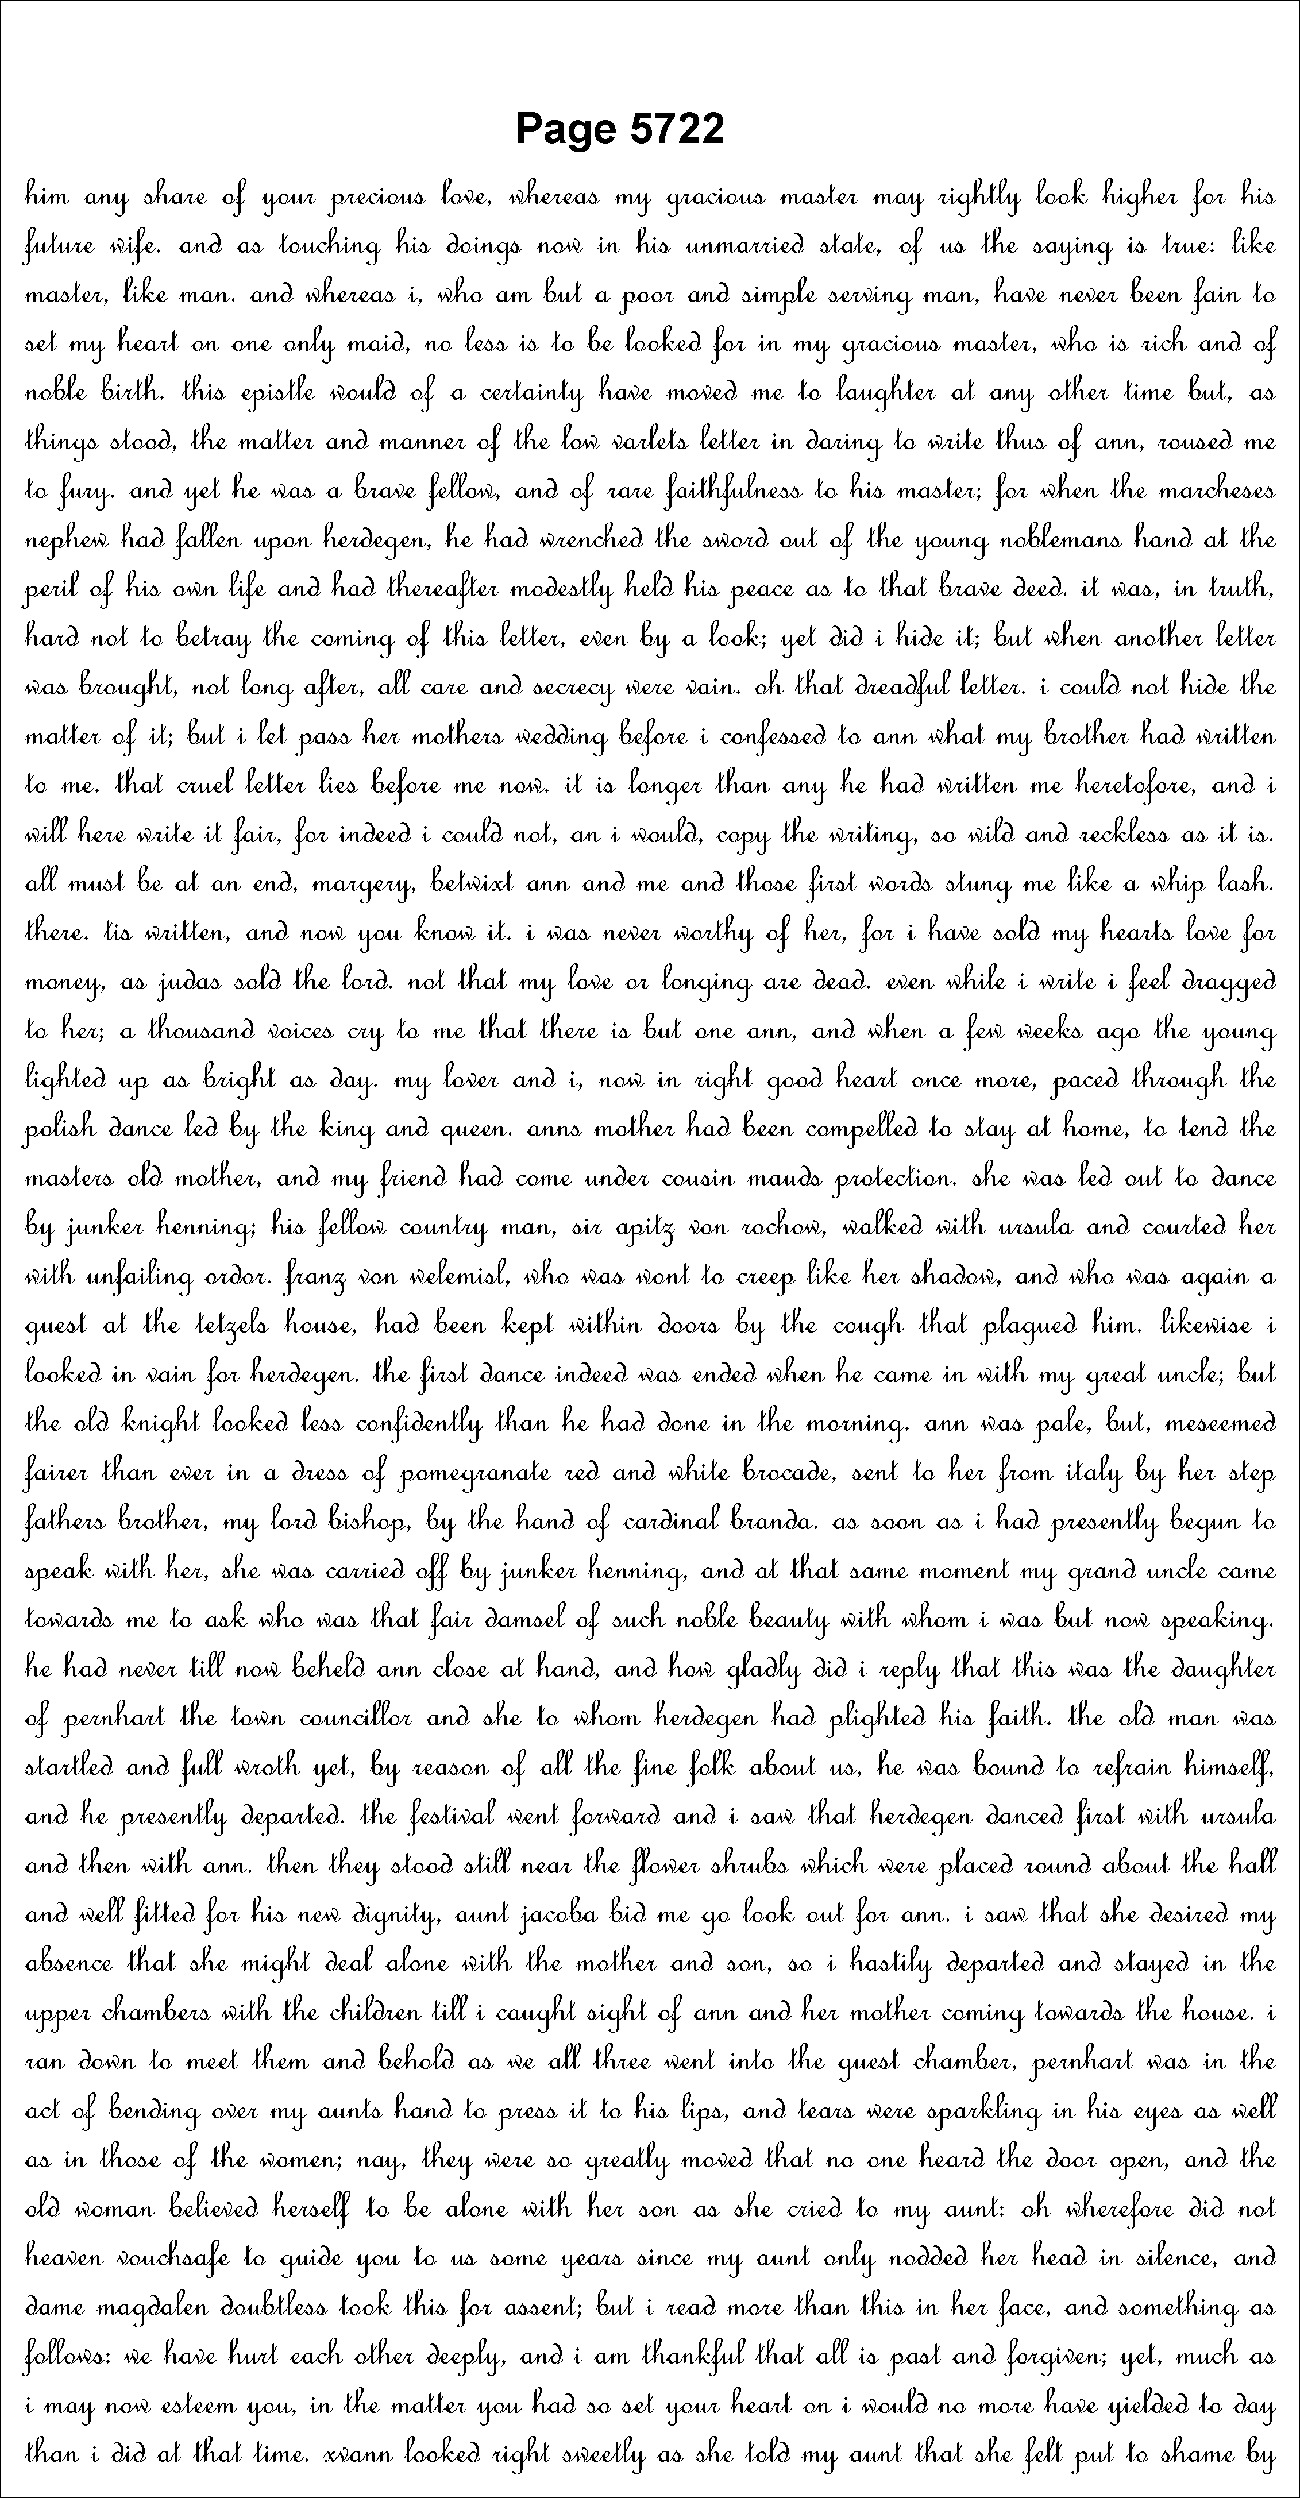 Page 5722
him any share of your precious love, whereas my gracious master may rightly look higher for his
future wife. and as touching his doings now in his unmarried state, of us the saying is true: like
master, like man. and whereas i, who am but a poor and simple serving man, have never been fain to
set my heart on one only maid, no less is to be looked for in my gracious master, who is rich and of
noble birth. this epistle would of a certainty have moved me to laughter at any other time but, as
things stood, the matter and manner of the low varlets letter in daring to write thus of ann, roused me
to fury. and yet he was a brave fellow, and of rare faithfulness to his master; for when the marcheses
nephew had fallen upon herdegen, he had wrenched the sword out of the young noblemans hand at the
peril of his own life and had thereafter modestly held his peace as to that brave deed. it was, in truth,
hard not to betray the coming of this letter, even by a look; yet did i hide it; but when another letter
was brought, not long after, all care and secrecy were vain. oh that dreadful letter. i could not hide the
matter of it; but i let pass her mothers wedding before i confessed to ann what my brother had written
to me. that cruel letter lies before me now. it is longer than any he had written me heretofore, and i
will here write it fair, for indeed i could not, an i would, copy the writing, so wild and reckless as it is.
all must be at an end, margery, betwixt ann and me and those first words stung me like a whip lash.
there. tis written, and now you know it. i was never worthy of her, for i have sold my hearts love for
money, as judas sold the lord. not that my love or longing are dead. even while i write i feel dragged
to her; a thousand voices cry to me that there is but one ann, and when a few weeks ago the young
lighted up as bright as day. my lover and i, now in right good heart once more, paced through the
polish dance led by the king and queen. anns mother had been compelled to stay at home, to tend the
masters old mother, and my friend had come under cousin mauds protection. she was led out to dance
by junker henning; his fellow country man, sir apitz von rochow, walked with ursula and courted her
with unfailing ordor. franz von welemisl, who was wont to creep like her shadow, and who was again a
guest at the tetzels house, had been kept within doors by the cough that plagued him. likewise i
looked in vain for herdegen. the first dance indeed was ended when he came in with my great uncle; but
the old knight looked less confidently than he had done in the morning. ann was pale, but, meseemed
fairer than ever in a dress of pomegranate red and white brocade, sent to her from italy by her step
fathers brother, my lord bishop, by the hand of cardinal branda. as soon as i had presently begun to
speak with her, she was carried off by junker henning, and at that same moment my grand uncle came
towards me to ask who was that fair damsel of such noble beauty with whom i was but now speaking.
he had never till now beheld ann close at hand, and how gladly did i reply that this was the daughter
of pernhart the town councillor and she to whom herdegen had plighted his faith. the old man was
startled and full wroth yet, by reason of all the fine folk about us, he was bound to refrain himself,
and he presently departed. the festival went forward and i saw that herdegen danced first with ursula
and then with ann. then they stood still near the flower shrubs which were placed round about the hall
and well fitted for his new dignity, aunt jacoba bid me go look out for ann. i saw that she desired my
absence that she might deal alone with the mother and son, so i hastily departed and stayed in the
upper chambers with the children till i caught sight of ann and her mother coming towards the house. i
ran down to meet them and behold as we all three went into the guest chamber, pernhart was in the
act of bending over my aunts hand to press it to his lips, and tears were sparkling in his eyes as well
as in those of the women; nay, they were so greatly moved that no one heard the door open, and the
old woman believed herself to be alone with her son as she cried to my aunt: oh wherefore did not
heaven vouchsafe to guide you to us some years since my aunt only nodded her head in silence, and
dame magdalen doubtless took this for assent; but i read more than this in her face, and something as
follows: we have hurt each other deeply, and i am thankful that all is past and forgiven; yet, much as
i may now esteem you, in the matter you had so set your heart on i would no more have yielded to day
than i did at that time. xvann looked right sweetly as she told my aunt that she felt put to shame by